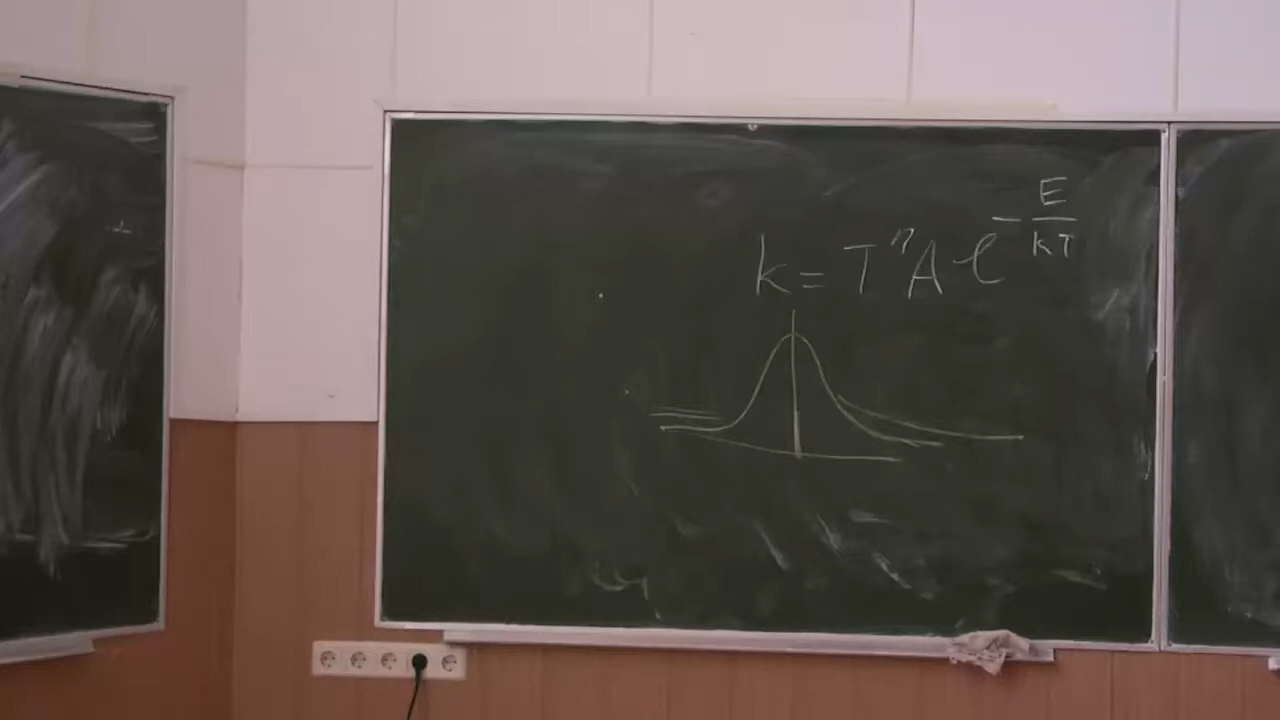 k = TⁿA e^(-E/kT)